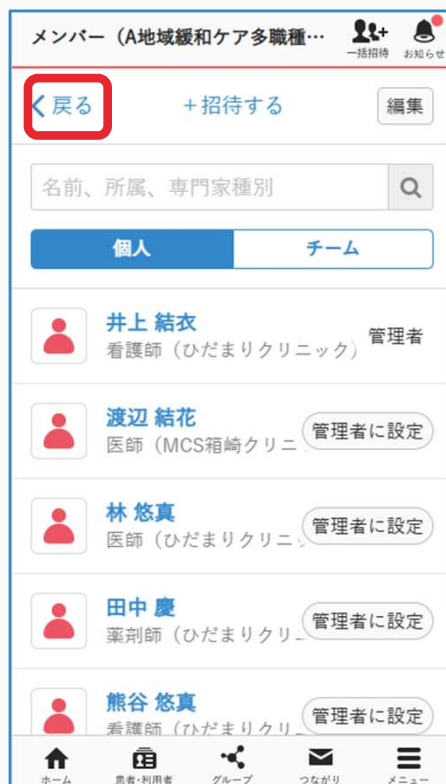 メンバー（A地域緩和ケア多職種…
一括招待
お知らせ
戻る
+招待する
編集
名前、所属、専門家種別
個人
チーム
井上 結衣
看護師（ひだまりクリニック）
管理者
渡辺 結花
医師（MCS箱崎クリニ
管理者に設定
林 悠真
医師（ひだまりクリニ
管理者に設定
田中 慶
薬剤師（ひだまりクリ
管理者に設定
熊谷 悠真
看護師（ひだまりクリ
管理者に設定
ホーム
患者・利用者
グループ
つながり
メニュー